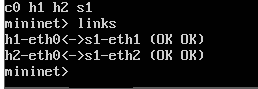 c0 h1 h2 s1
mininet> links
h1-eth0<->s1-eth1 (OK OK)
h2-eth0<->s1-eth2 (OK OK)
mininet>